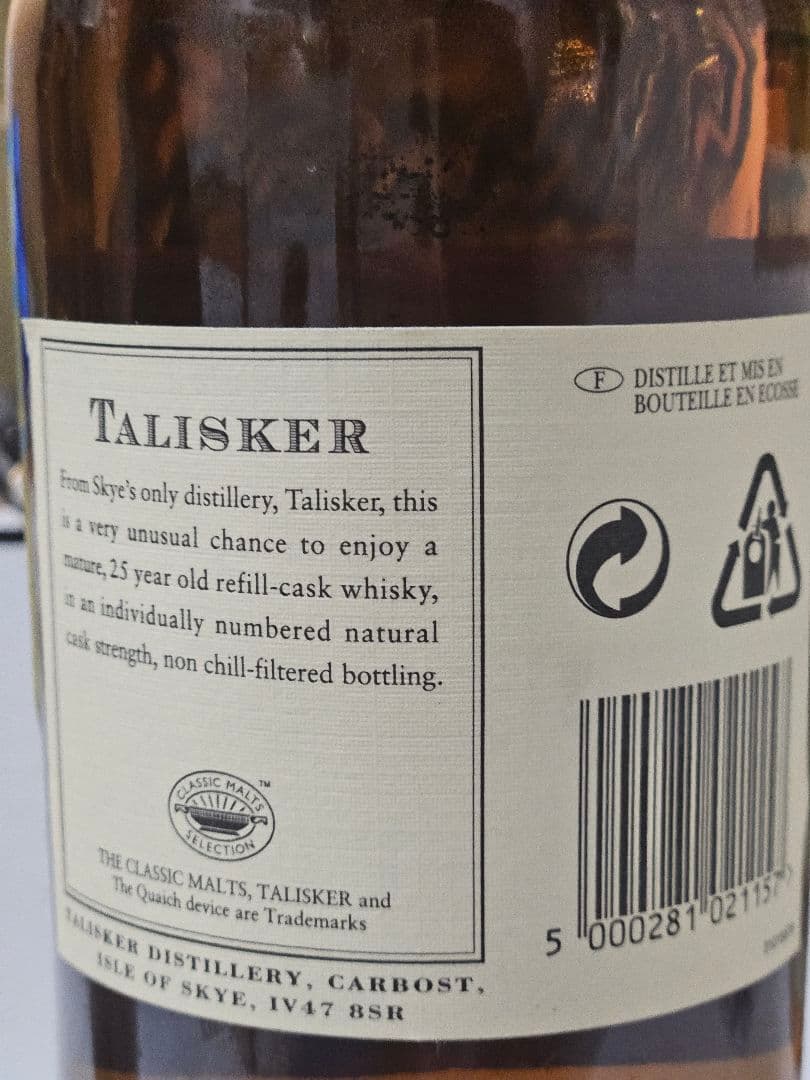 TALISKER
From Skye's only distillery, Talisker, this
is a very unusual chance to enjoy a
mature, 25 year old refill-cask whisky,
in an individually numbered natural
cask strength, non chill-filtered bottling.
CLASSIC MALTS™
SELECTION
THE CLASSIC MALTS, TALISKER and
The Quaich device are Trademarks
TALISKER DISTILLERY, CARBOST,
ISLE OF SKYE, IV47 8SR
F DISTILLE ET MIS EN
BOUTEILLE EN ECOSSE
5 000281 021157